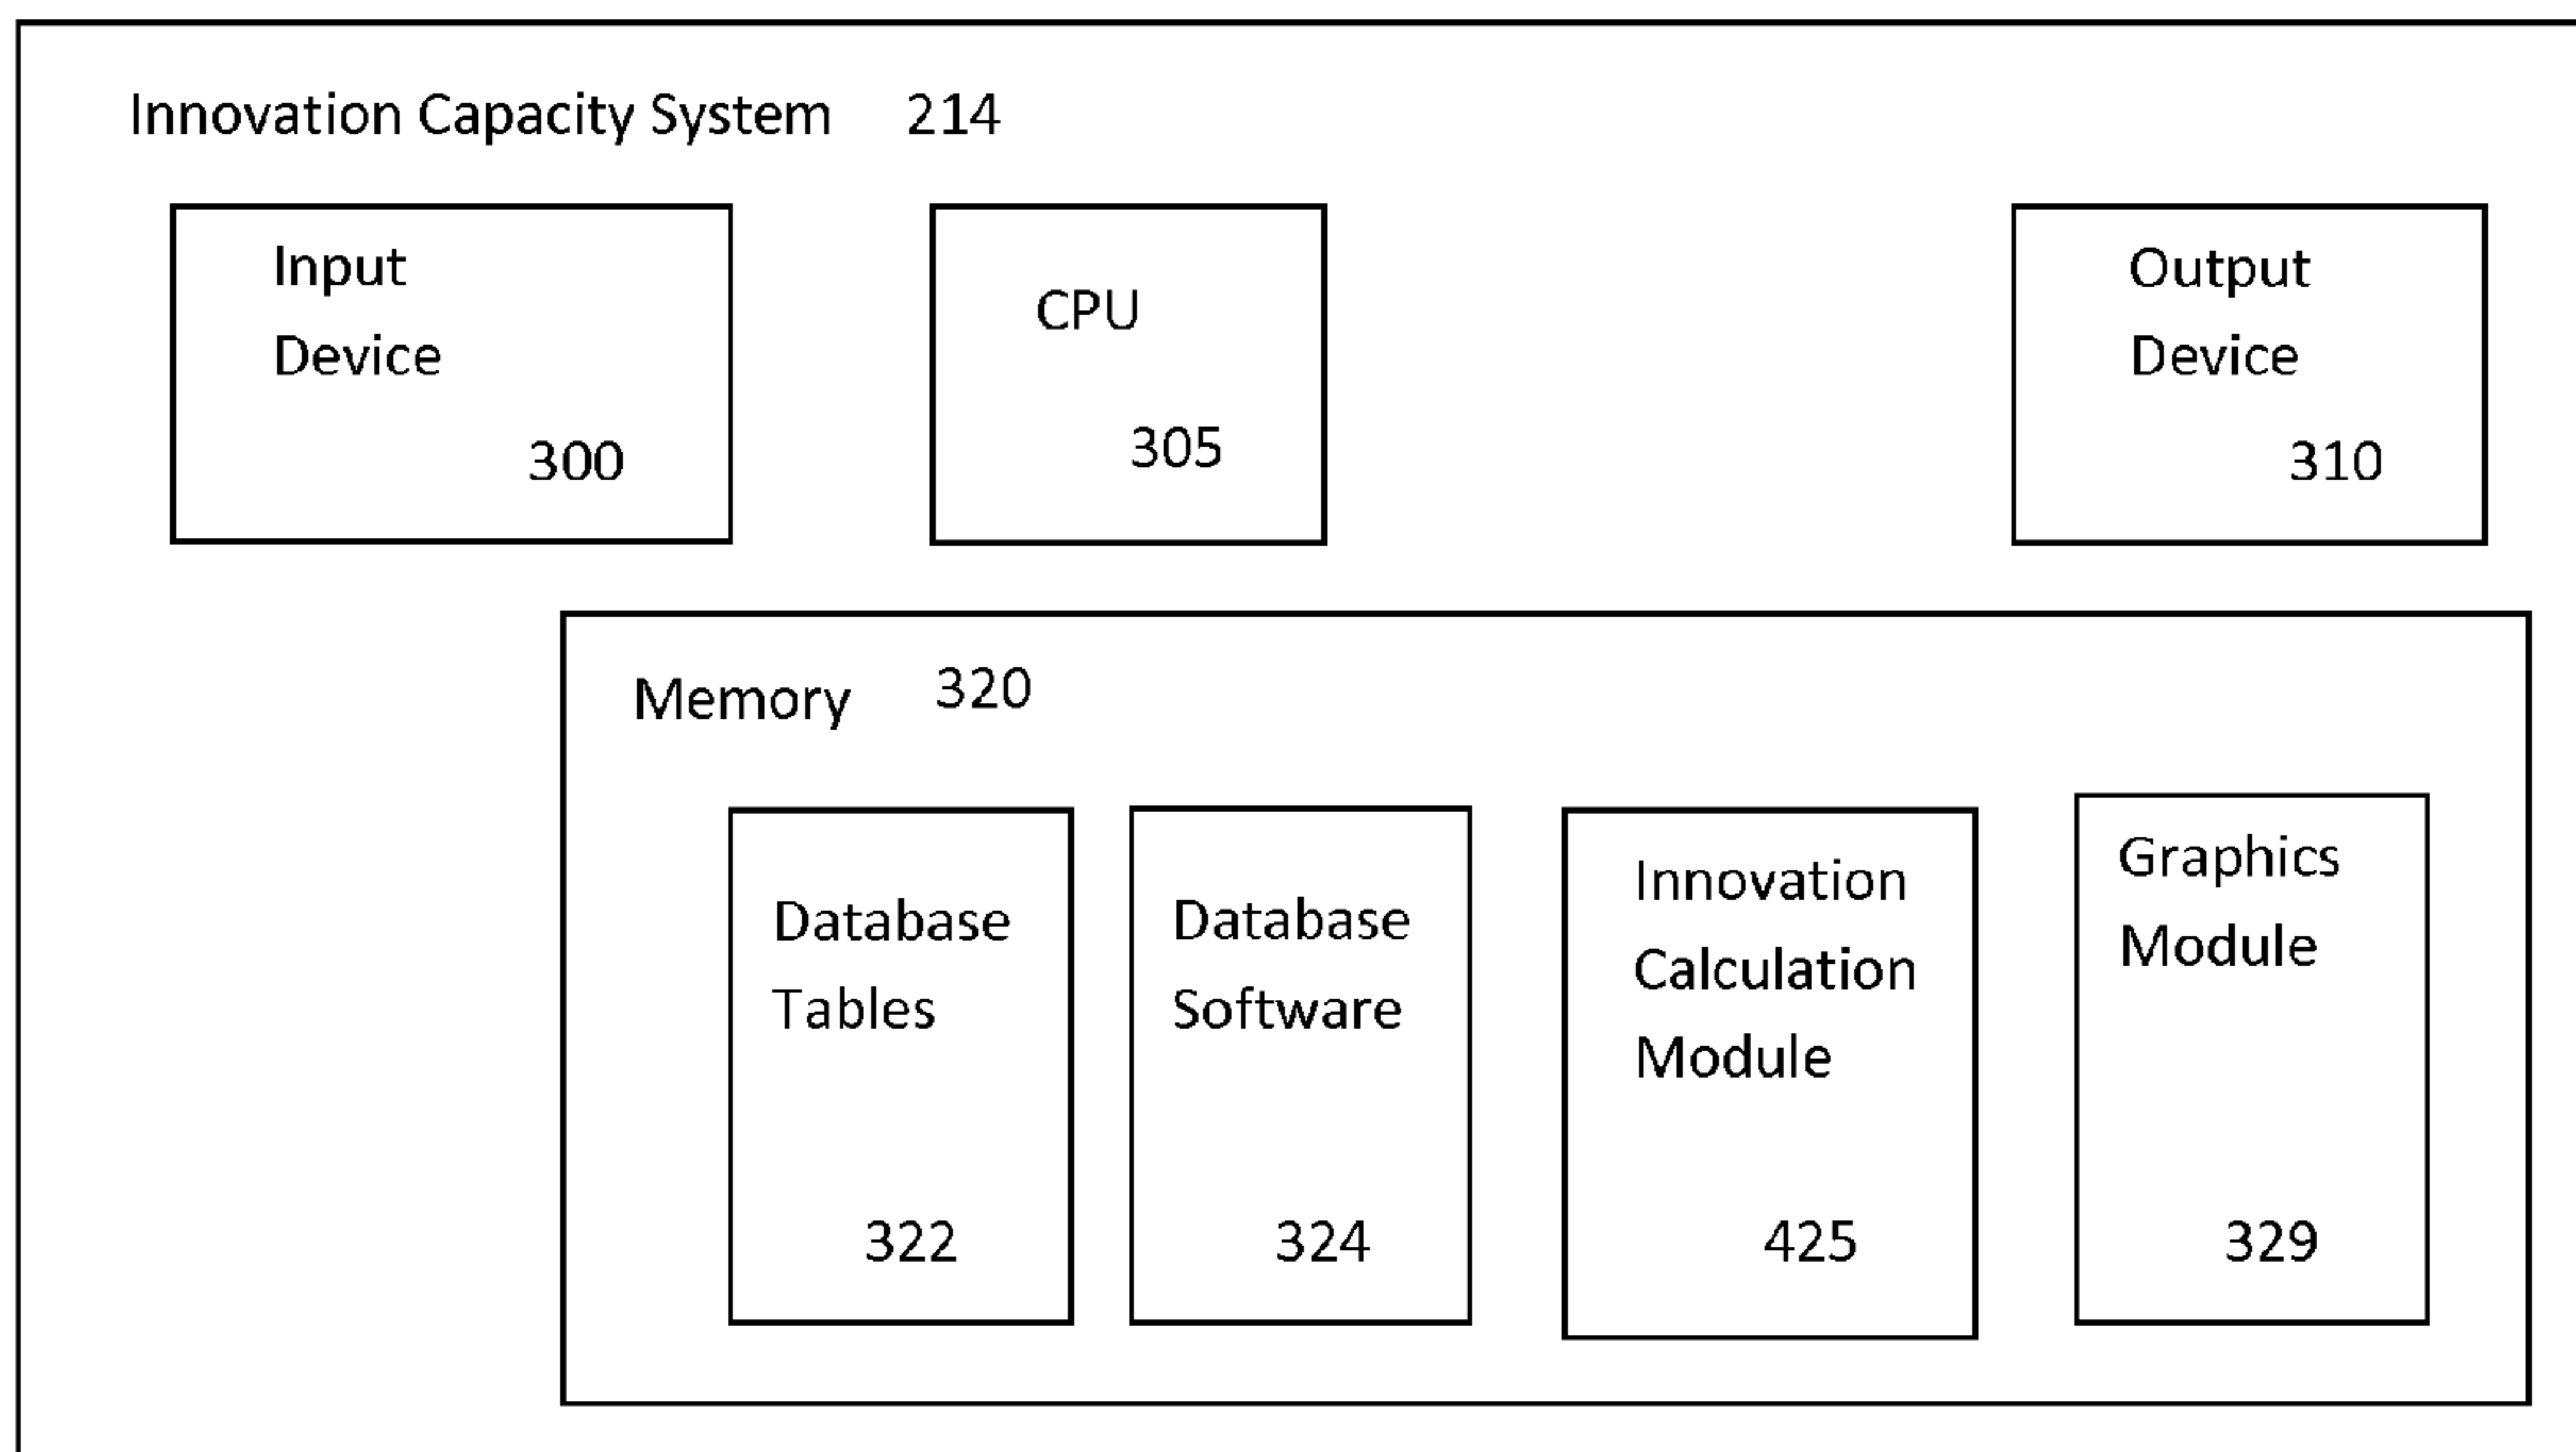 Innovation Capacity System 214
Input
Device
300
CPU
305
Output
Device
310
Memory 320
Database
Tables
322
Database
Software
324
Innovation
Calculation
Module
425
Graphics
Module
329